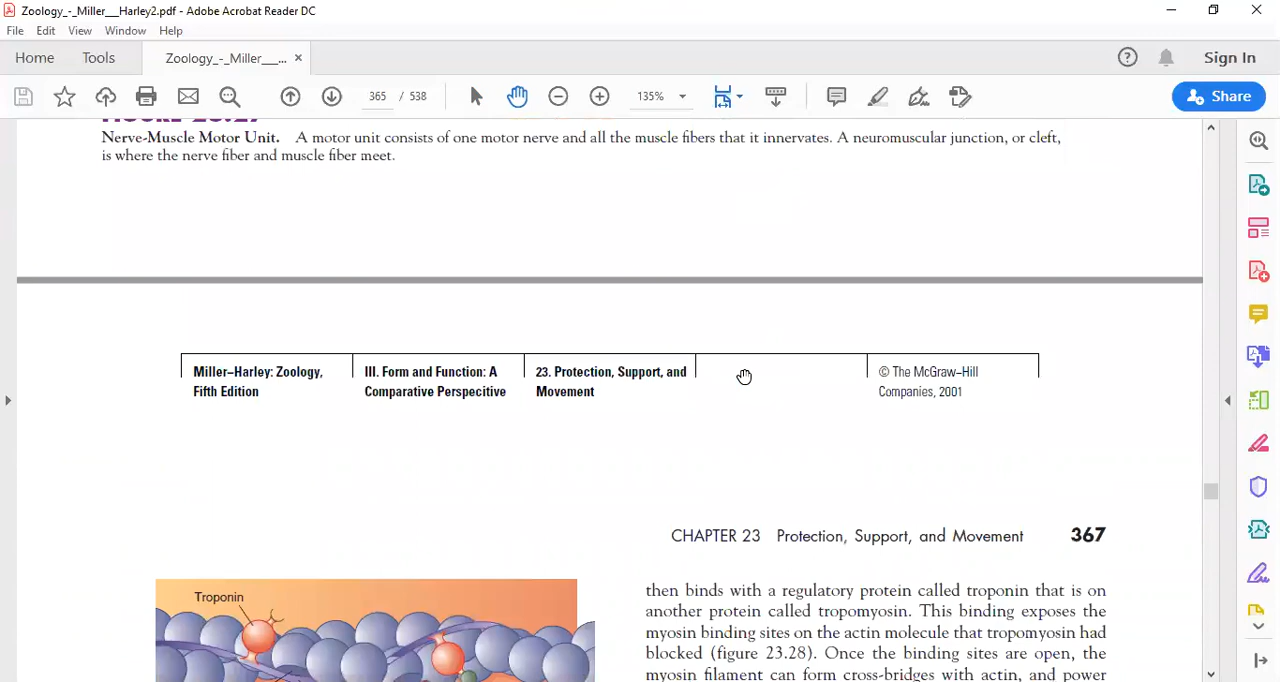 Zoology_-_Miller___Harley2.pdf - Adobe Acrobat Reader DC
File Edit View Window Help
Home Tools Zoology_-_Miller___... × Sign In
365 / 538 135% Share
Nerve-Muscle Motor Unit. A motor unit consists of one motor nerve and all the muscle fibers that it innervates. A neuromuscular junction, or cleft,
is where the nerve fiber and muscle fiber meet.
Miller–Harley: Zoology,
Fifth Edition
III. Form and Function: A
Comparative Perspecitive
23. Protection, Support, and
Movement
© The McGraw–Hill
Companies, 2001
CHAPTER 23 Protection, Support, and Movement 367
Troponin
then binds with a regulatory protein called troponin that is on
another protein called tropomyosin. This binding exposes the
myosin binding sites on the actin molecule that tropomyosin had
blocked (figure 23.28). Once the binding sites are open, the
myosin filament can form cross-bridges with actin, and power